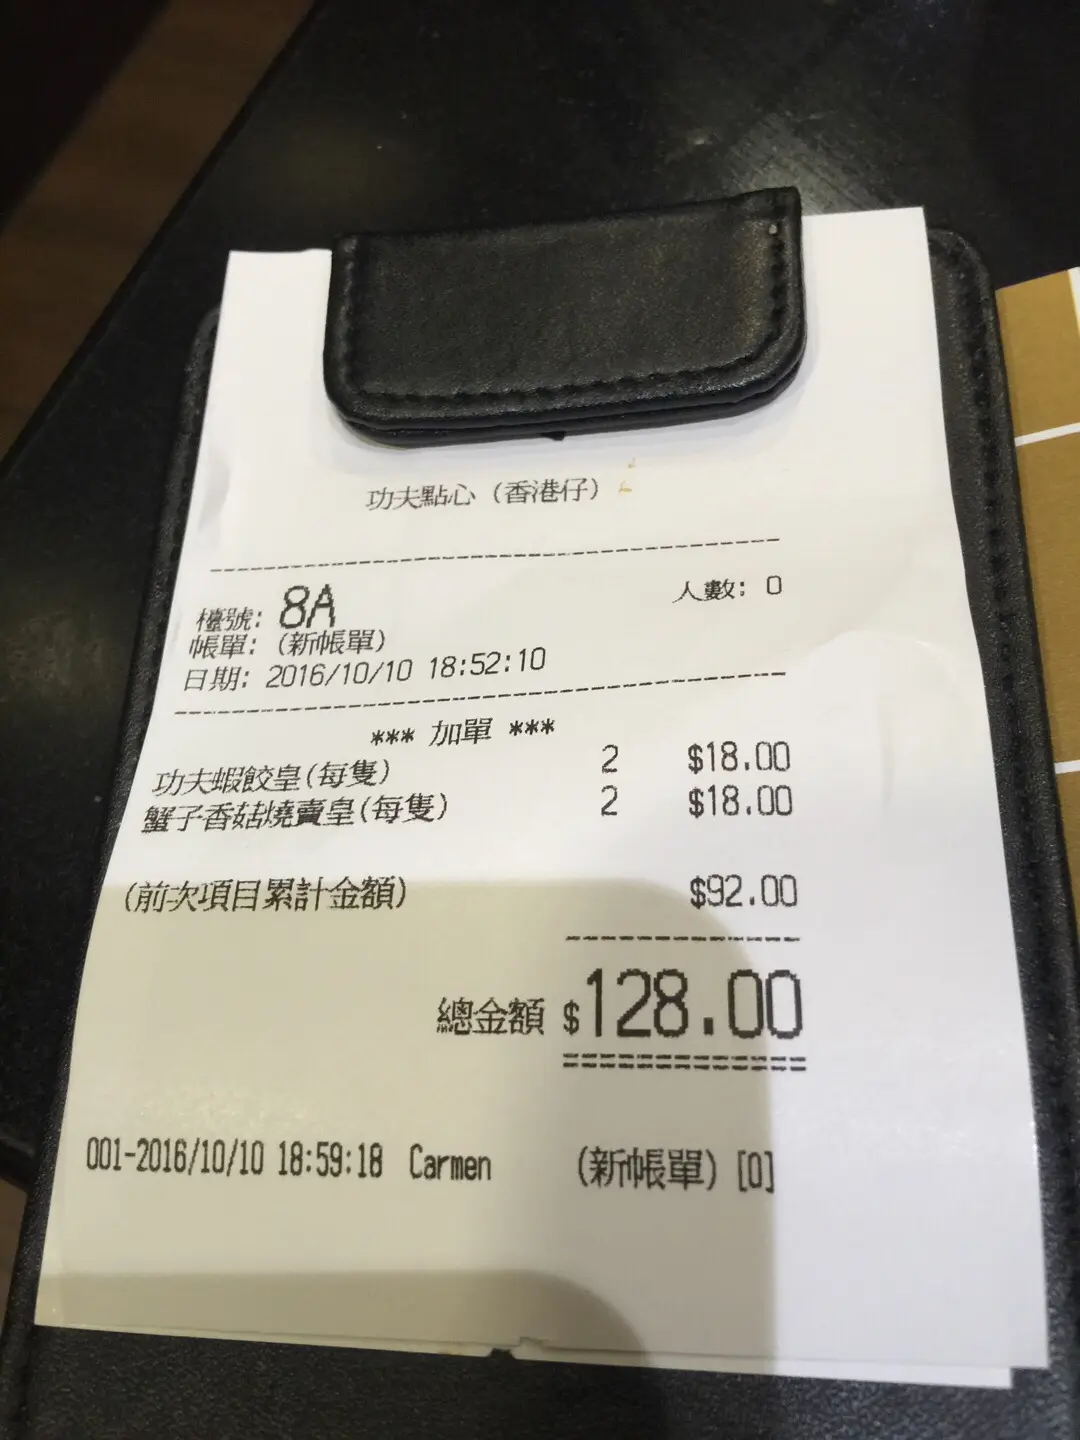 功夫點心（香港仔）
檯號: 8A 人數: 0
帳單: (新帳單)
日期: 2016/10/10 18:52:10
*** 加單 ***
功夫蝦餃皇(每隻) 2 $18.00
蟹子香菇燒賣皇(每隻) 2 $18.00
(前次項目累計金額) $92.00
總金額 $128.00
001-2016/10/10 18:59:18 Carmen (新帳單) [0]